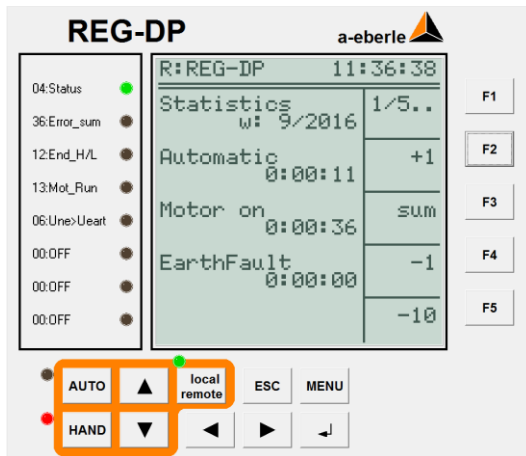 REG-DP
a-eberle
04:Status
36:Error_sum
12:End_H/L
13:Mot_Run
06:Une>Ueart
00:OFF
00:OFF
00:OFF
R:REG-DP 11:36:38
Statistics 1/5..
w: 9/2016
Automatic +1
0:00:11
Motor on sum
0:00:36
EarthFault -1
0:00:00
-10
F1
F2
F3
F4
F5
AUTO
local
remote
ESC
MENU
HAND